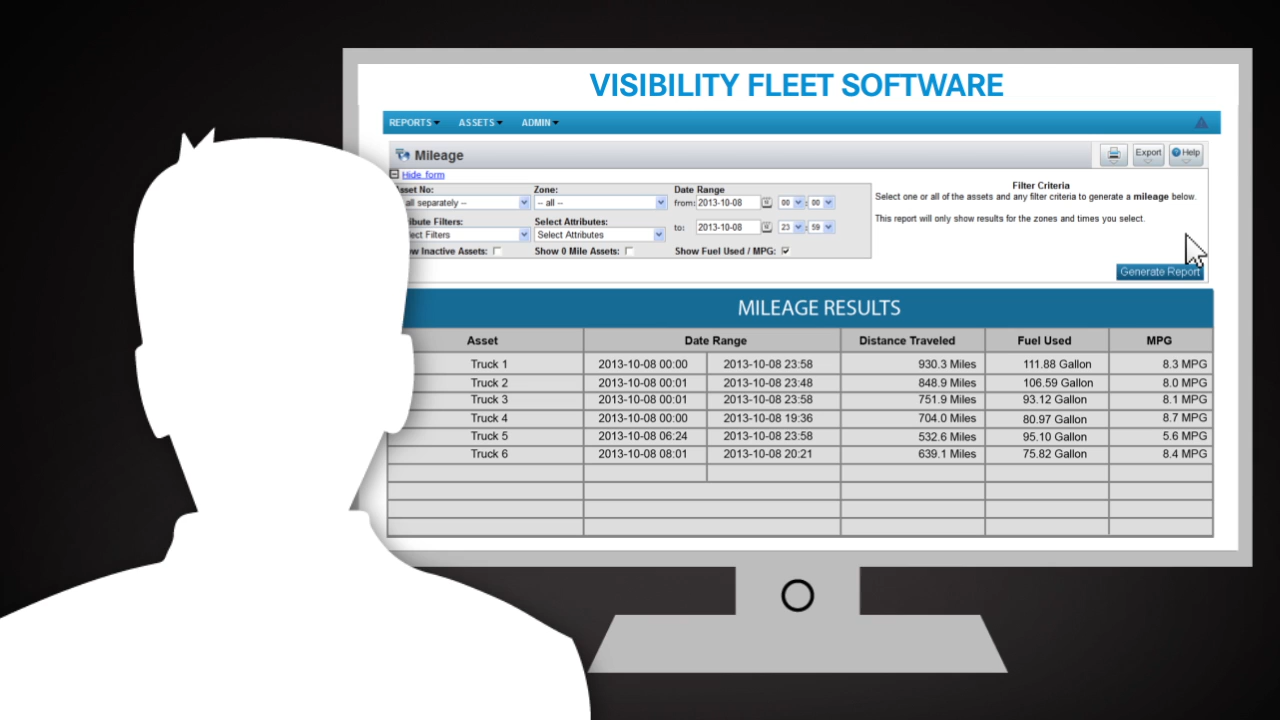 VISIBILITY FLEET SOFTWARE
REPORTS ASSETS ADMIN
Mileage Export Help
Hide form
Asset No: Zone: Date Range
all separately -- -- all -- from: 2013-10-08 00 : 00
Filters: Select Attributes: to: 2013-10-08 23 : 59
Filters Select Attributes
Inactive Assets: Show 0 Mile Assets: Show Fuel Used / MPG:
Filter Criteria
Select one or all of the assets and any filter criteria to generate a mileage below.
This report will only show results for the zones and times you select.
Generate Report
MILEAGE RESULTS
Asset Date Range Distance Traveled Fuel Used MPG
Truck 1 2013-10-08 00:00 2013-10-08 23:58 930.3 Miles 111.88 Gallon 8.3 MPG
Truck 2 2013-10-08 00:01 2013-10-08 23:48 848.9 Miles 106.59 Gallon 8.0 MPG
Truck 3 2013-10-08 00:01 2013-10-08 23:58 751.9 Miles 93.12 Gallon 8.1 MPG
Truck 4 2013-10-08 00:00 2013-10-08 19:36 704.0 Miles 80.97 Gallon 8.7 MPG
Truck 5 2013-10-08 06:24 2013-10-08 23:58 532.6 Miles 95.10 Gallon 5.6 MPG
Truck 6 2013-10-08 08:01 2013-10-08 20:21 639.1 Miles 75.82 Gallon 8.4 MPG